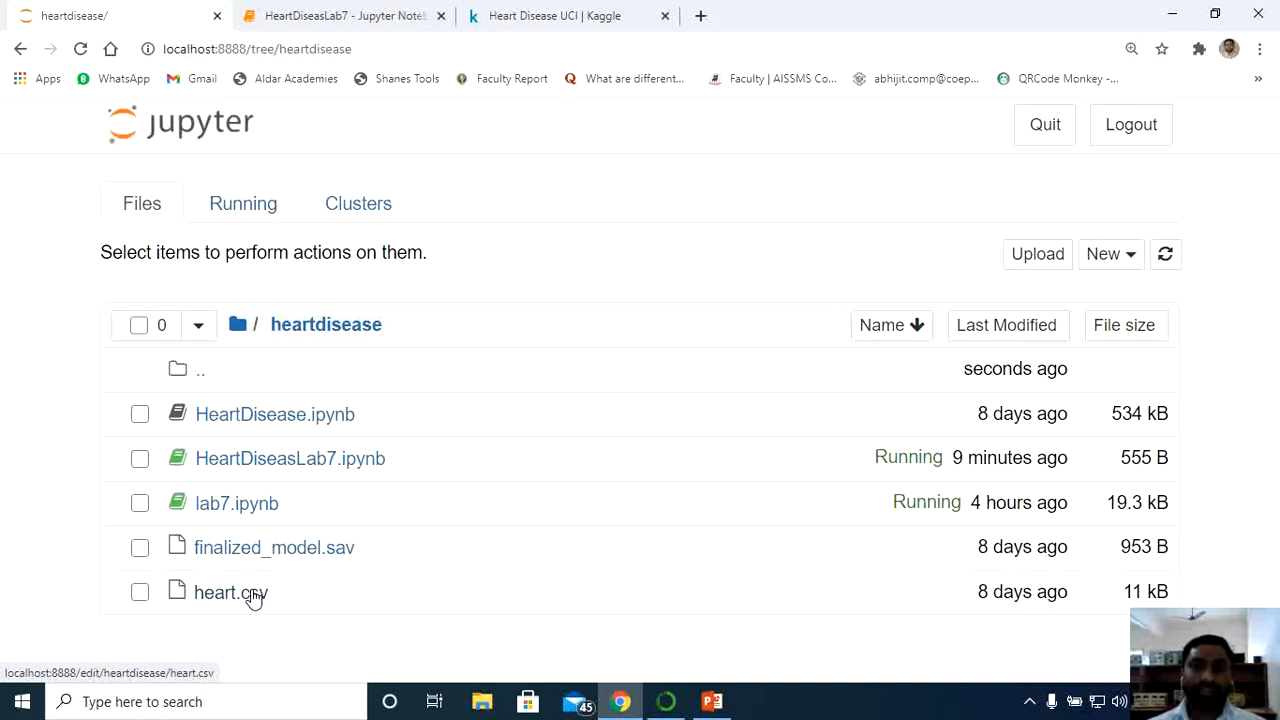 heartdisease/
HeartDiseasLab7 - Jupyter Noteb
Heart Disease UCI | Kaggle
localhost:8888/tree/heartdisease
Apps WhatsApp Gmail Aldar Academies Shanes Tools Faculty Report What are different... Faculty | AISSMS Co... abhijit.comp@coep... QRCode Monkey -...
jupyter
Quit Logout
Files Running Clusters
Select items to perform actions on them.
Upload New
0 / heartdisease Name Last Modified File size
.. seconds ago
HeartDisease.ipynb 8 days ago 534 kB
HeartDiseasLab7.ipynb Running 9 minutes ago 555 B
lab7.ipynb Running 4 hours ago 19.3 kB
finalized_model.sav 8 days ago 953 B
heart.csv 8 days ago 11 kB
localhost:8888/edit/heartdisease/heart.csv
Type here to search
45